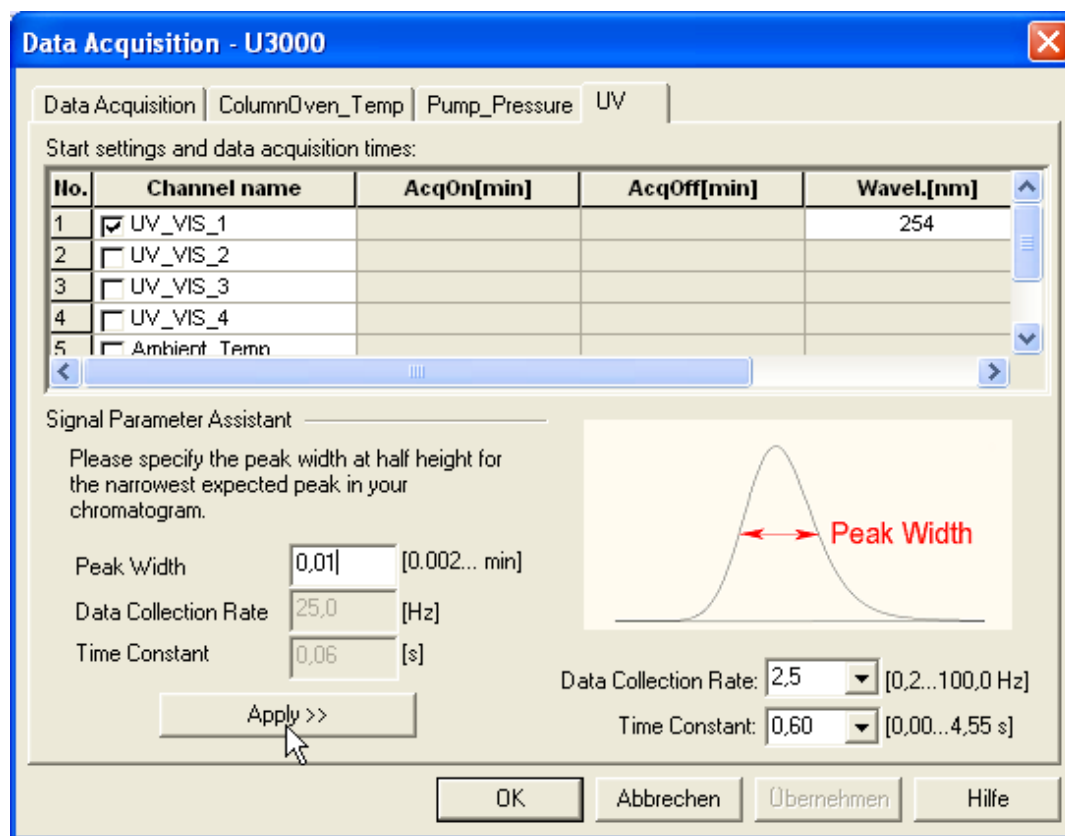 Data Acquisition - U3000
Data Acquisition ColumnOven_Temp Pump_Pressure UV
Start settings and data acquisition times:
No. Channel name AcqOn[min] AcqOff[min] Wavel.[nm]
1 UV_VIS_1 254
2 UV_VIS_2
3 UV_VIS_3
4 UV_VIS_4
5 Ambient_Temp
Signal Parameter Assistant
Please specify the peak width at half height for
the narrowest expected peak in your
chromatogram.
Peak Width 0,01 [0.002... min]
Data Collection Rate 25,0 [Hz]
Time Constant 0,06 [s]
Apply >>
Peak Width
Data Collection Rate: 2,5 [0,2...100,0 Hz]
Time Constant: 0,60 [0,00...4,55 s]
OK Abbrechen Übernehmen Hilfe